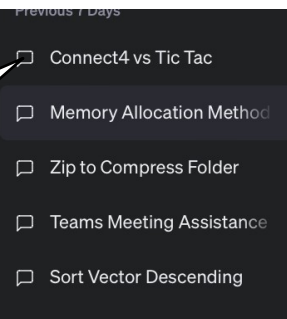 Previous 7 Days
Connect4 vs Tic Tac
Memory Allocation Method
Zip to Compress Folder
Teams Meeting Assistance
Sort Vector Descending